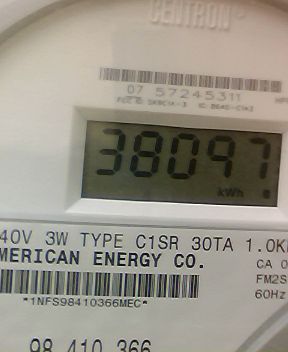 CENTRON®
07 57245311
38097
kWh
40V 3W TYPE C1SR 30TA 1.0K
MERICAN ENERGY CO.
CA 0
FM2S
60Hz
*1NFS98410366MEC*
98 410 366